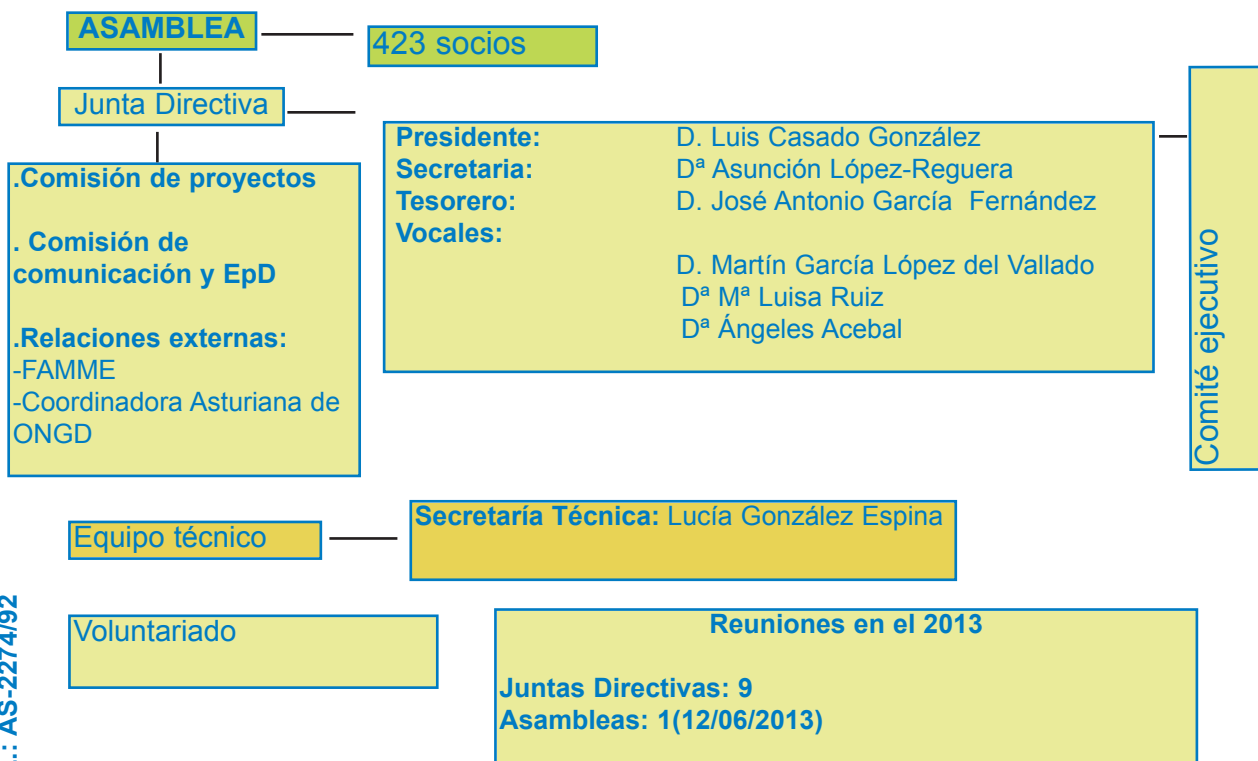 ASAMBLEA
423 socios
Junta Directiva
Presidente: D. Luis Casado González
Secretaria: Dª Asunción López-Reguera
Tesorero: D. José Antonio García Fernández
Vocales:
D. Martín García López del Vallado
Dª Mª Luisa Ruiz
Dª Ángeles Acebal
Comité ejecutivo
.Comisión de proyectos
. Comisión de
comunicación y EpD
.Relaciones externas:
-FAMME
-Coordinadora Asturiana de
ONGD
Equipo técnico
Secretaría Técnica: Lucía González Espina
Voluntariado
Reuniones en el 2013
Juntas Directivas: 9
Asambleas: 1(12/06/2013)
.: AS-2274/92